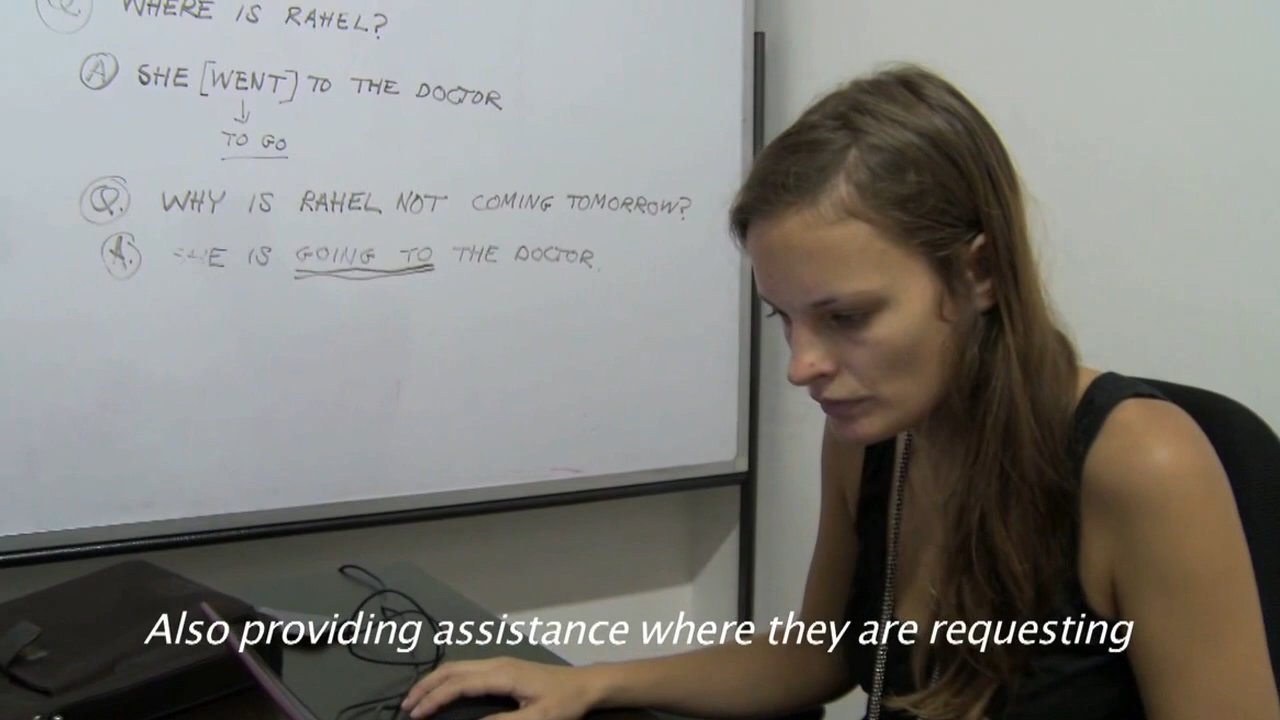 Q WHERE IS RAHEL?
A SHE [WENT] TO THE DOCTOR
TO GO
Q. WHY IS RAHEL NOT COMING TOMORROW?
A. SHE IS GOING TO THE DOCTOR.
Also providing assistance where they are requesting